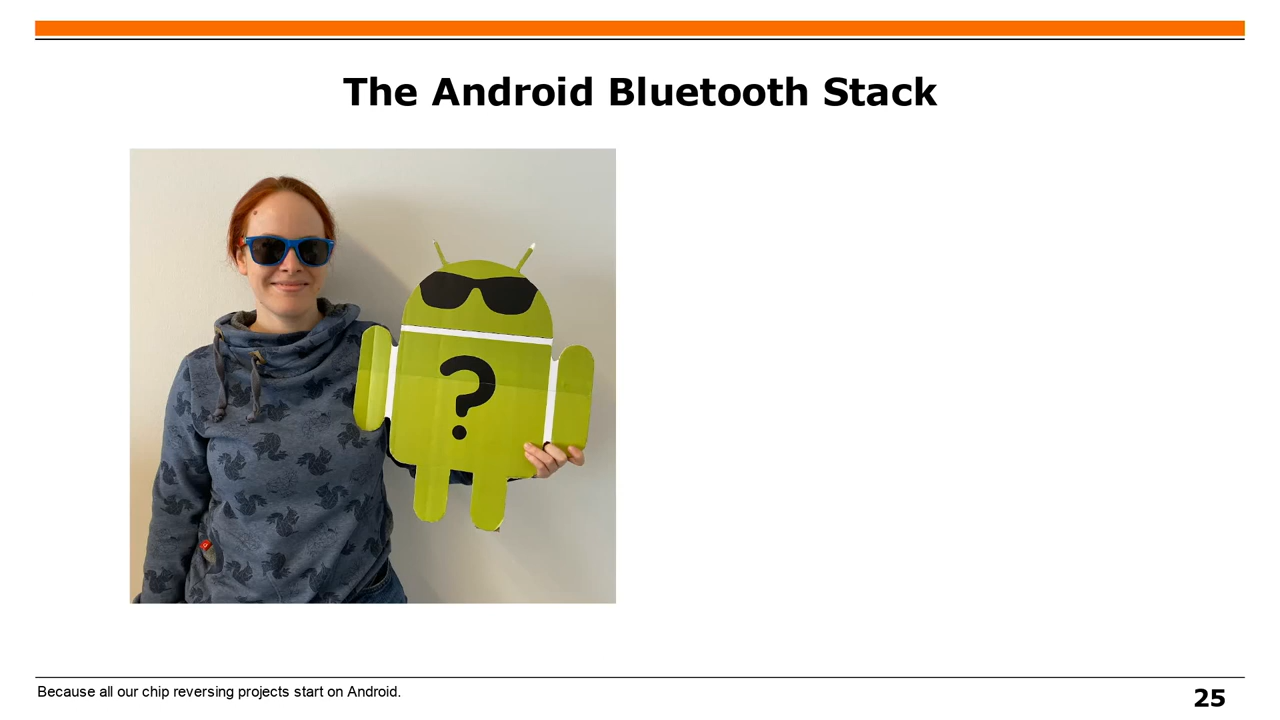 The Android Bluetooth Stack
?
Because all our chip reversing projects start on Android.
25